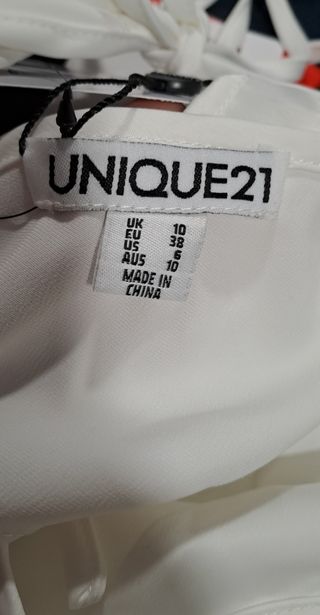 UNIQUE21
UK 10
EU 38
US 6
AUS 10
MADE IN
CHINA